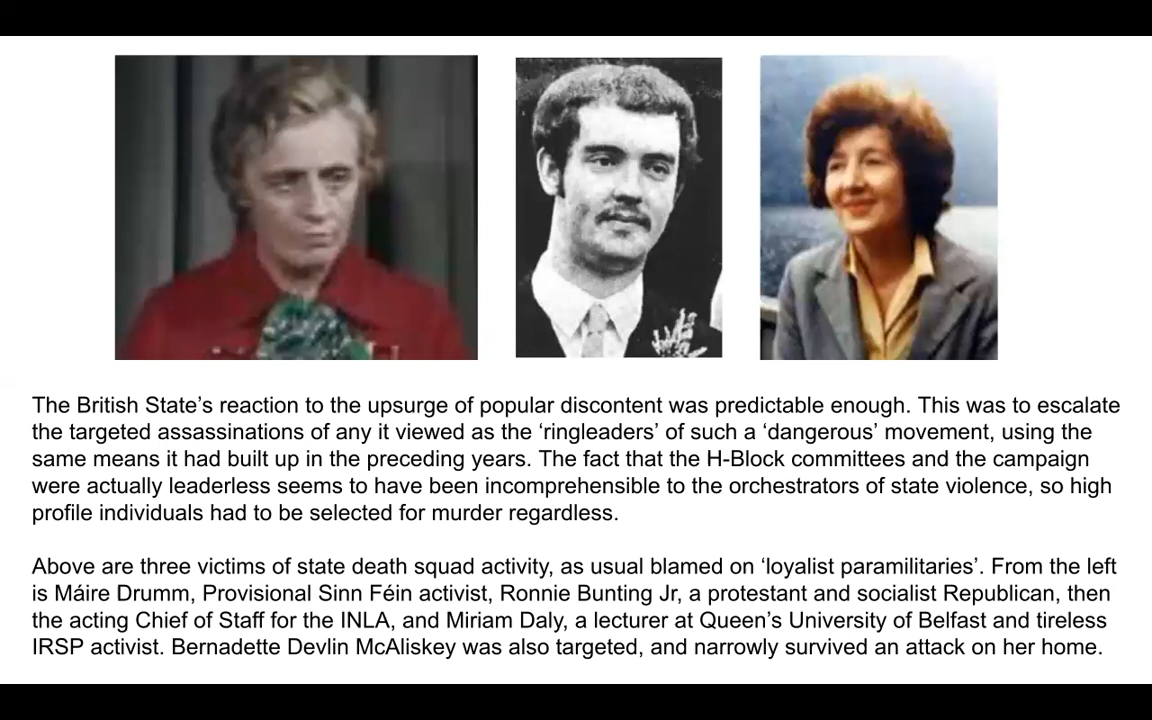 The British State’s reaction to the upsurge of popular discontent was predictable enough. This was to escalate
the targeted assassinations of any it viewed as the ‘ringleaders’ of such a ‘dangerous’ movement, using the
same means it had built up in the preceding years. The fact that the H-Block committees and the campaign
were actually leaderless seems to have been incomprehensible to the orchestrators of state violence, so high
profile individuals had to be selected for murder regardless.
Above are three victims of state death squad activity, as usual blamed on ‘loyalist paramilitaries’. From the left
is Máire Drumm, Provisional Sinn Féin activist, Ronnie Bunting Jr, a protestant and socialist Republican, then
the acting Chief of Staff for the INLA, and Miriam Daly, a lecturer at Queen’s University of Belfast and tireless
IRSP activist. Bernadette Devlin McAliskey was also targeted, and narrowly survived an attack on her home.